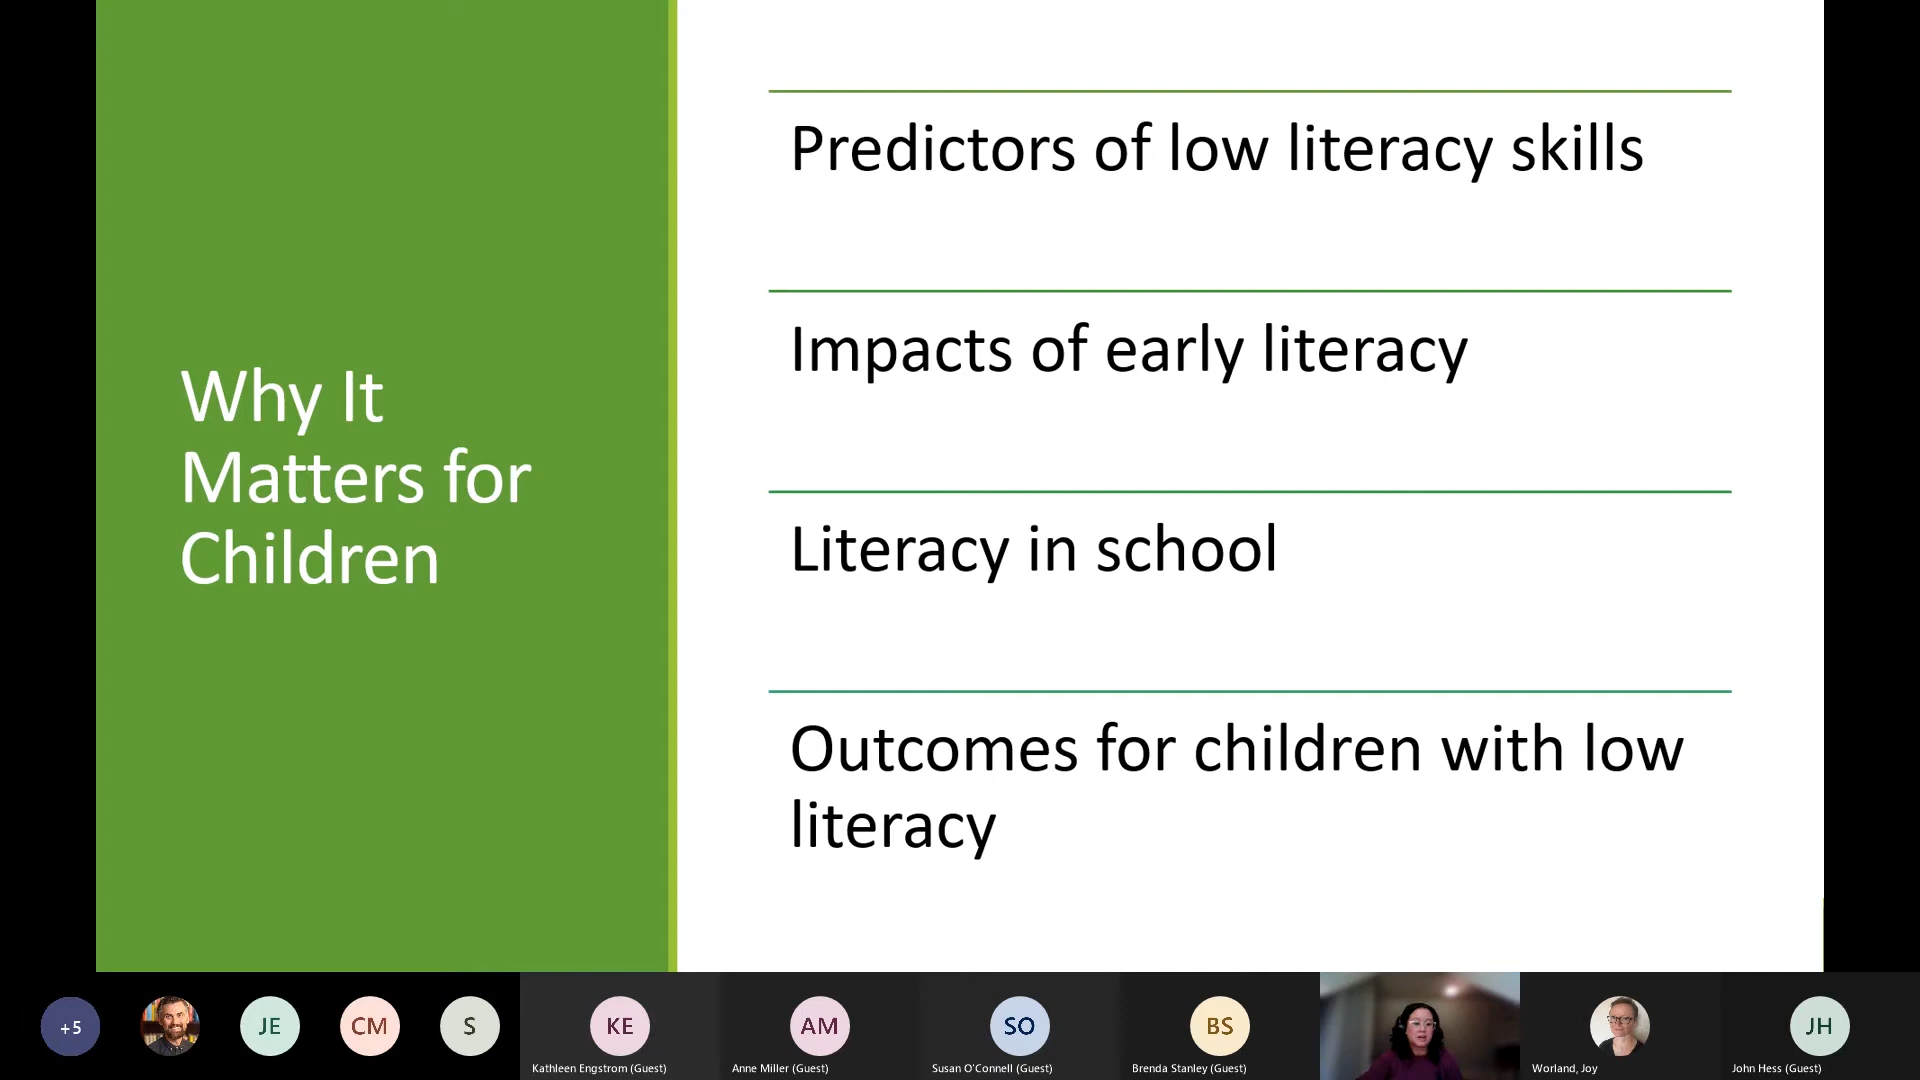 Why It
Matters for
Children
Predictors of low literacy skills
Impacts of early literacy
Literacy in school
Outcomes for children with low
literacy
+5
JE
CM
S
KE
Kathleen Engstrom (Guest)
AM
Anne Miller (Guest)
SO
Susan O'Connell (Guest)
BS
Brenda Stanley (Guest)
Worland, Joy
JH
John Hess (Guest)